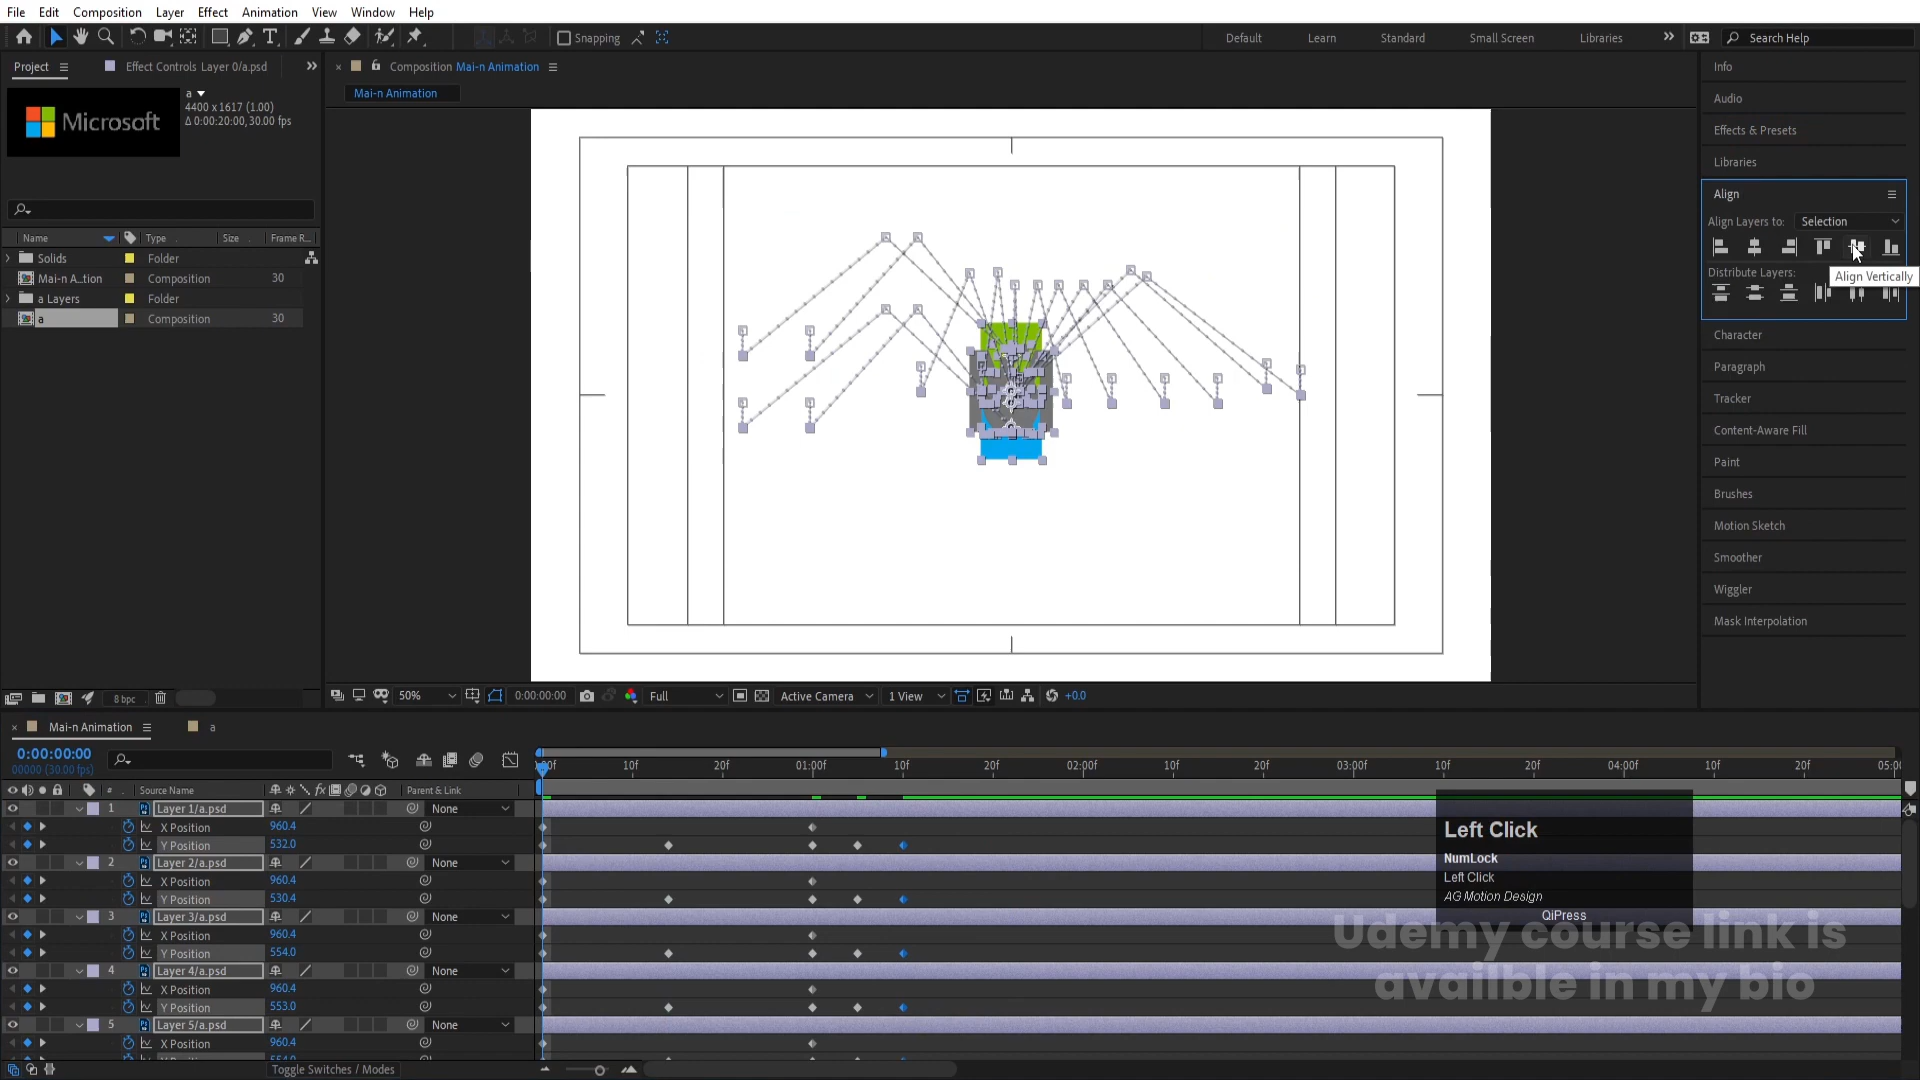 File Edit Composition Layer Effect Animation View Window Help
Snapping
Default Learn Standard Small Screen Libraries Search Help
Project Effect Controls Layer 0/a.psd
Composition Mai-n Animation
Mai-n Animation
a
4400 x 1617 (1.00)
Δ 0:00:20:00, 30.00 fps
Microsoft
Name Type Size Frame R...
Solids Folder
Mai-n A...tion Composition 30
a Layers Folder
a Composition 30
8 bpc
50% 0:00:00:00 Full Active Camera 1 View +0.0
Info
Audio
Effects & Presets
Libraries
Align
Align Layers to: Selection
Distribute Layers:
Align Vertically
Character
Paragraph
Tracker
Content-Aware Fill
Paint
Brushes
Motion Sketch
Smoother
Wiggler
Mask Interpolation
Mai-n Animation a
0:00:00:00
00000 (30.00 fps)
:00f 10f 20f 01:00f 10f 20f 02:00f 10f 20f 03:00f 10f 20f 04:00f 10f 20f 05:00
# Source Name Parent & Link
1 Layer 1/a.psd None
X Position 960.4
Y Position 532.0
2 Layer 2/a.psd None
X Position 960.4
Y Position 530.4
3 Layer 3/a.psd None
X Position 960.4
Y Position 554.0
4 Layer 4/a.psd None
X Position 960.4
Y Position 553.0
5 Layer 5/a.psd None
X Position 960.4
Toggle Switches / Modes
Left Click
NumLock
Left Click
AG Motion Design
QiPress
Udemy course link is
availble in my bio